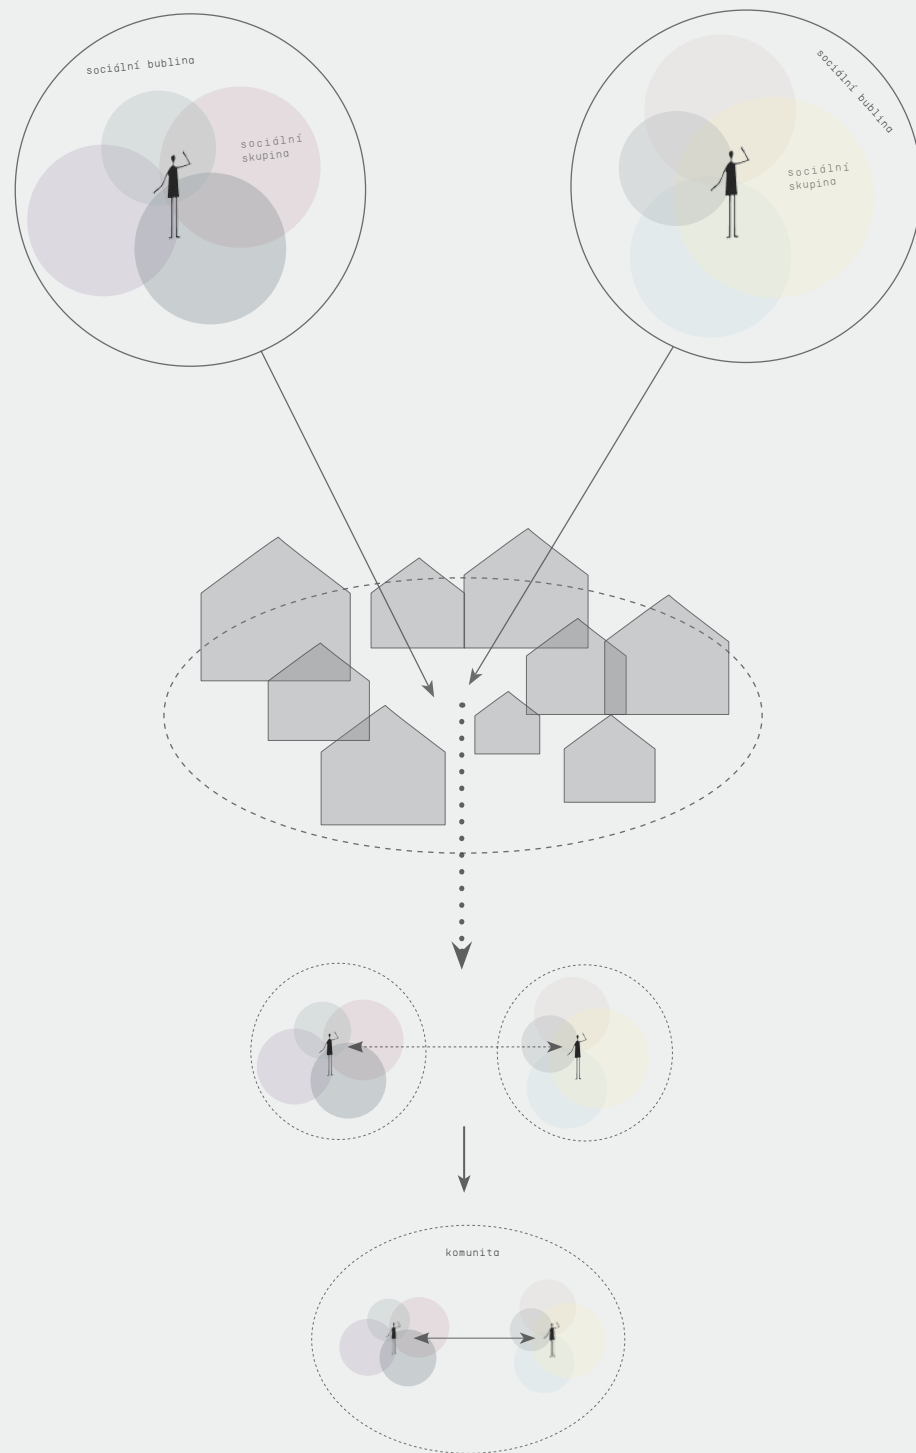 sociální bublina
sociální
skupina
sociální bublina
sociální
skupina
komunita